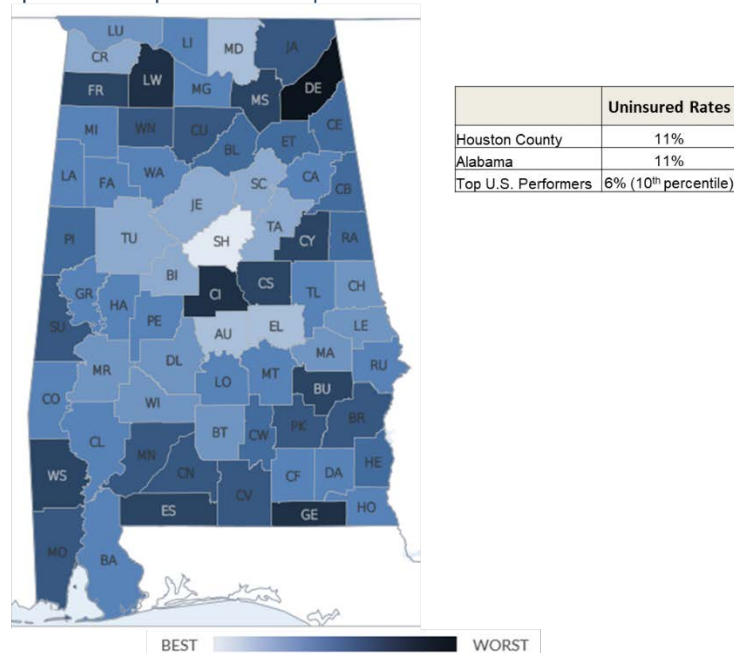 LU LI MD JA
CR
FR LW MG MS DE
MI WN CU BL ET CE
LA FA WA SC CA CB
JE
PI TU SH TA CY RA
BI
GR HA PE CI CS TL CH
SU AU EL LE
MR DL MA
CO WI LO MT BU RU
CL BT CW PK BR
WS MN CN CF DA HE
ES CV GE HO
MO BA
Uninsured Rates
Houston County 11%
Alabama 11%
Top U.S. Performers 6% (10th percentile)
BEST WORST